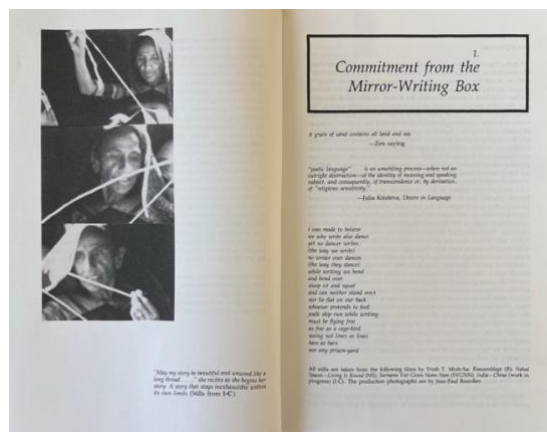 "May my story be beautiful and unwind like a
long thread. . . . ," she recites as she begins her
story. A story that stays inexhaustible within
its own limits (Stills from I-C)
I.
Commitment from the
Mirror-Writing Box
A grain of sand contains all land and sea
—Zen saying
"poetic language" is an unsettling process—when not an
outright destruction—of the identity of meaning and speaking
subject, and consequently, of transcendence or, by derivation,
of "religious sensitivity."
—Julia Kristeva, Desire in Language
i was made to believe
we who write also dance
yet no dancer writes
(the way we write)
no writer ever dances
(the way they dance)
while writing we bend
and bend over
stoop sit and squat
and can neither stand erect
nor lie flat on our back
whoever pretends to feed
walk skip run while writing
must be flying free
as free as a cage-bird
seeing not lines as lines
bars as bars
nor any prison-yard
All stills are taken from the following films by Trinh T. Minh-ha: Reassemblage (R); Naked
Spaces—Living Is Round (NS); Surname Viet Given Name Nam (SVGNN); India—China (work in
progress) (I-C). The production photographs are by Jean-Paul Bourdier.